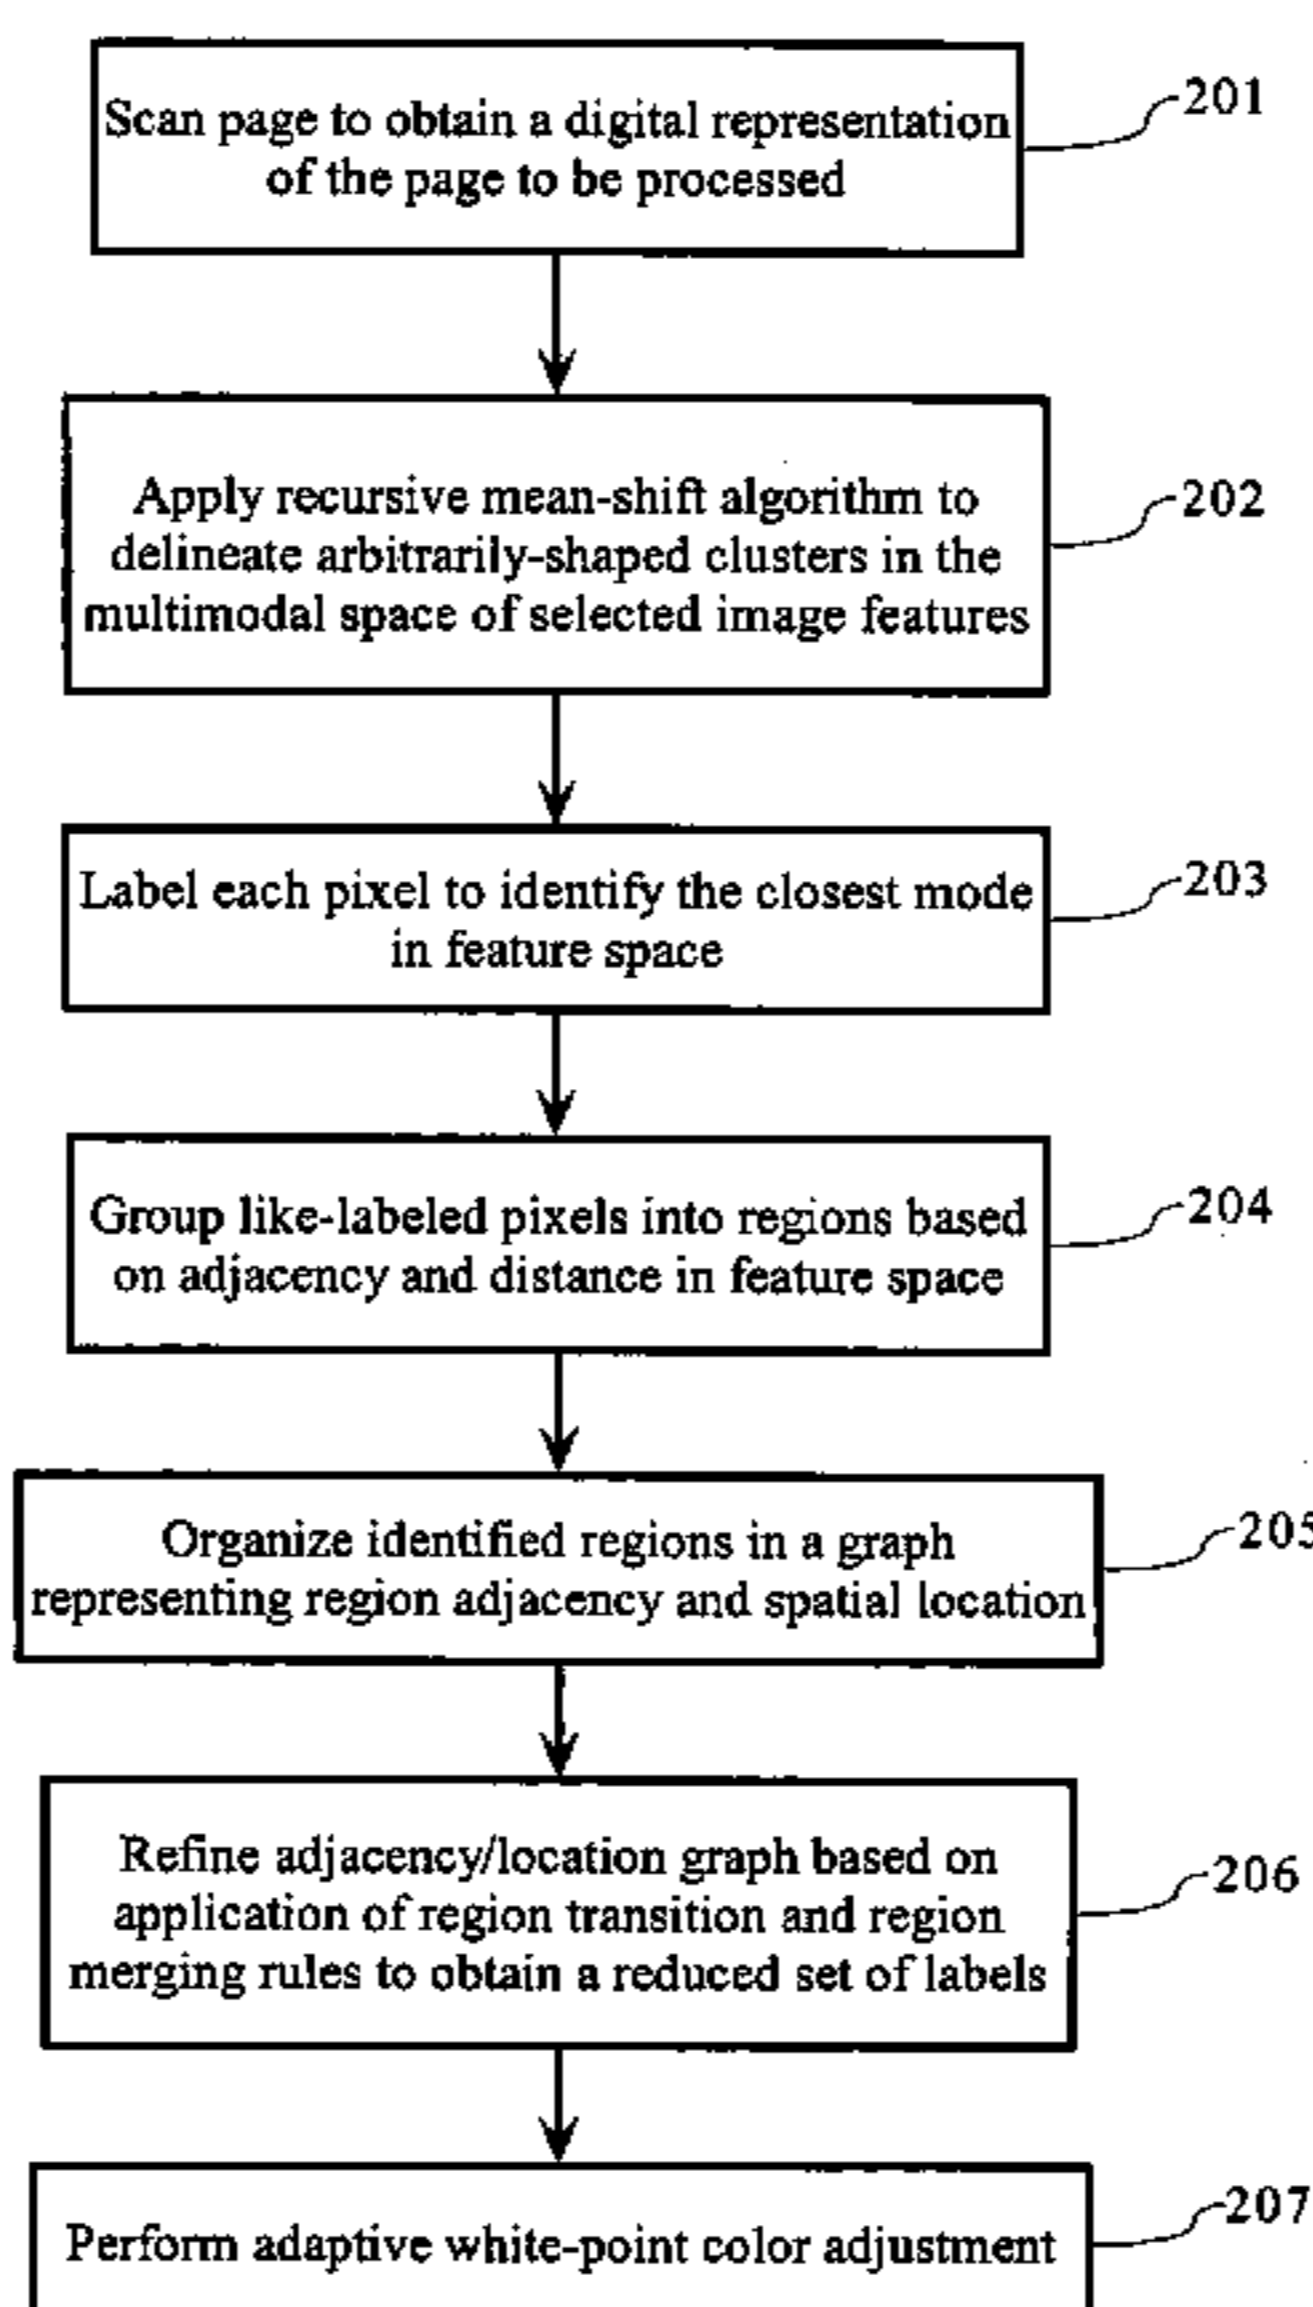 Scan page to obtain a digital representation
of the page to be processed
201
Apply recursive mean-shift algorithm to
delineate arbitrarily-shaped clusters in the
multimodal space of selected image features
202
Label each pixel to identify the closest mode
in feature space
203
Group like-labeled pixels into regions based
on adjacency and distance in feature space
204
Organize identified regions in a graph
representing region adjacency and spatial location
205
Refine adjacency/location graph based on
application of region transition and region
merging rules to obtain a reduced set of labels
206
Perform adaptive white-point color adjustment
207